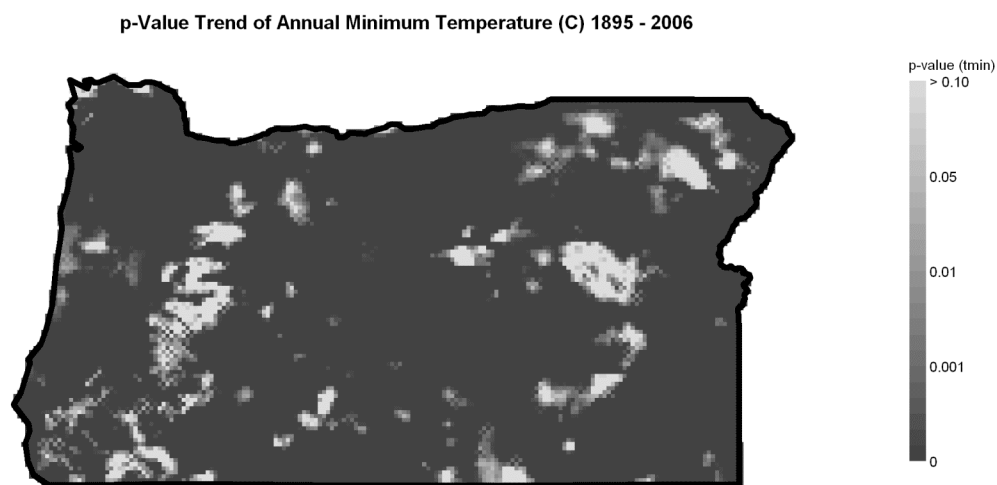 p-Value Trend of Annual Minimum Temperature (C) 1895 - 2006
p-value (tmin)
> 0.10
0.05
0.01
0.001
0